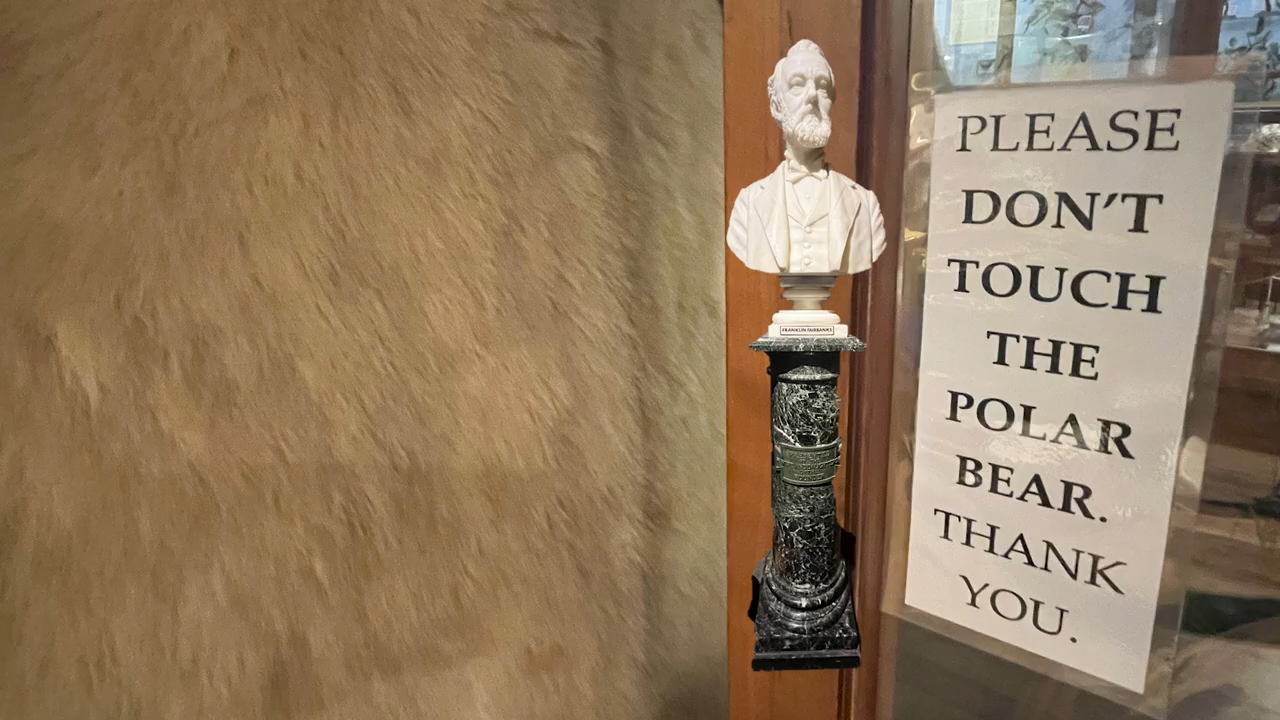 FRANKLIN FAIRBANKS
PLEASE
DON'T
TOUCH
THE
POLAR
BEAR.
THANK
YOU.